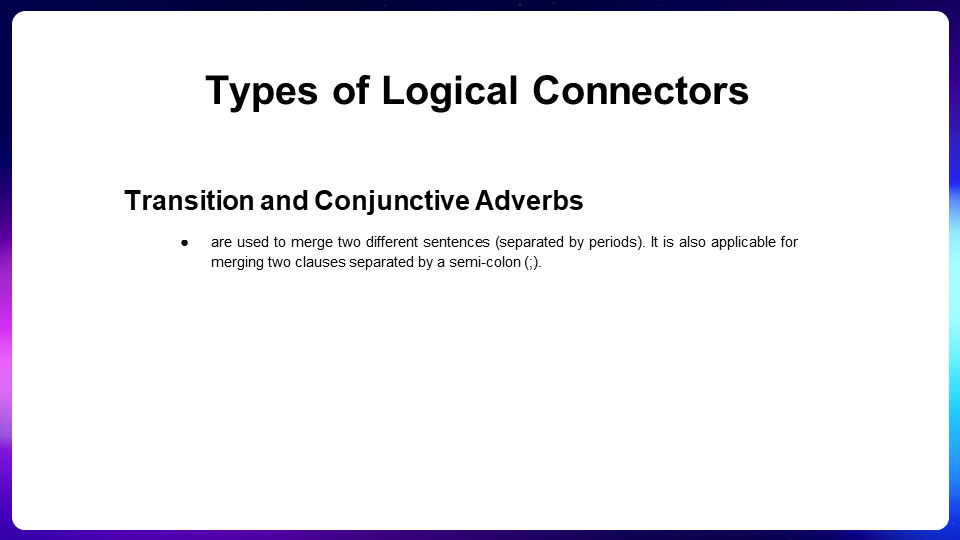 Types of Logical Connectors
Transition and Conjunctive Adverbs
● are used to merge two different sentences (separated by periods). It is also applicable for
merging two clauses separated by a semi-colon (;).